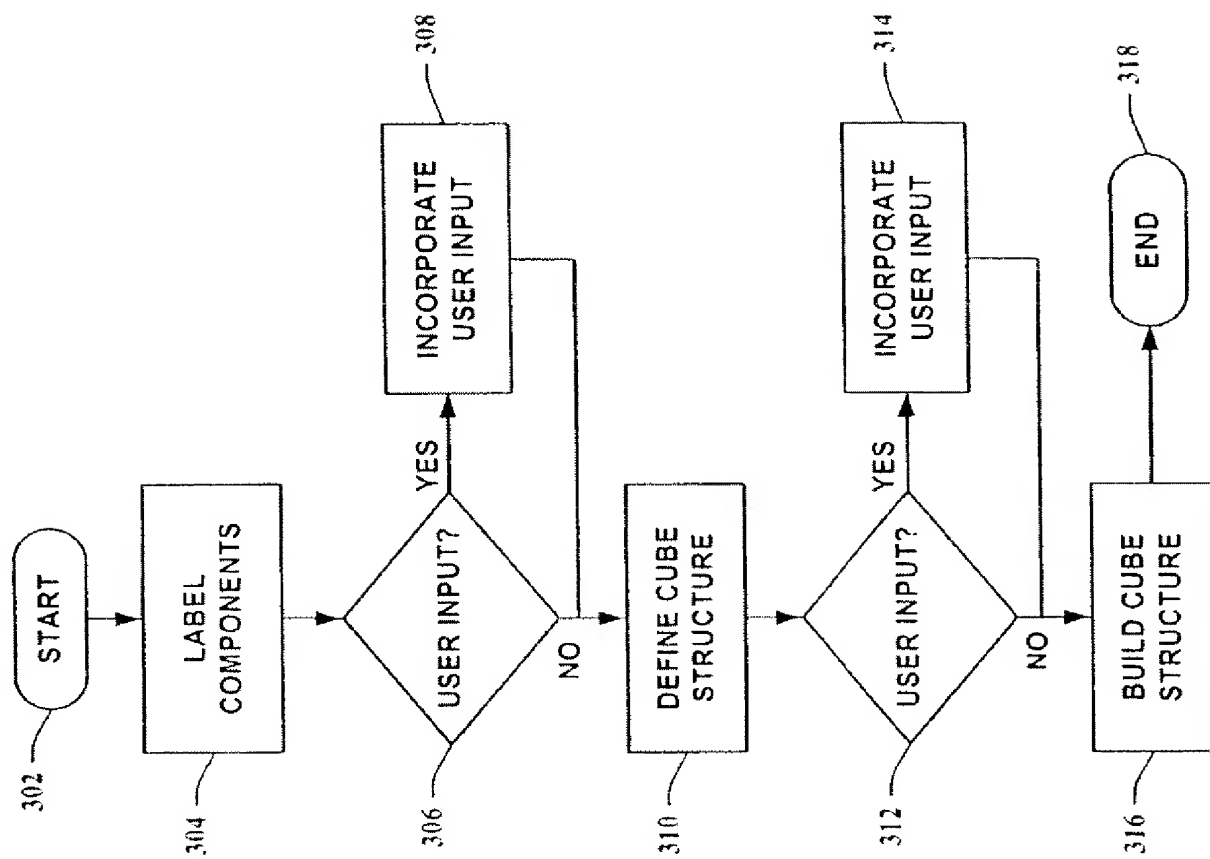 302
START
304
LABEL
COMPONENTS
306
USER INPUT?
YES
NO
308
INCORPORATE
USER INPUT
310
DEFINE CUBE
STRUCTURE
312
USER INPUT?
YES
NO
314
INCORPORATE
USER INPUT
316
BUILD CUBE
STRUCTURE
318
END